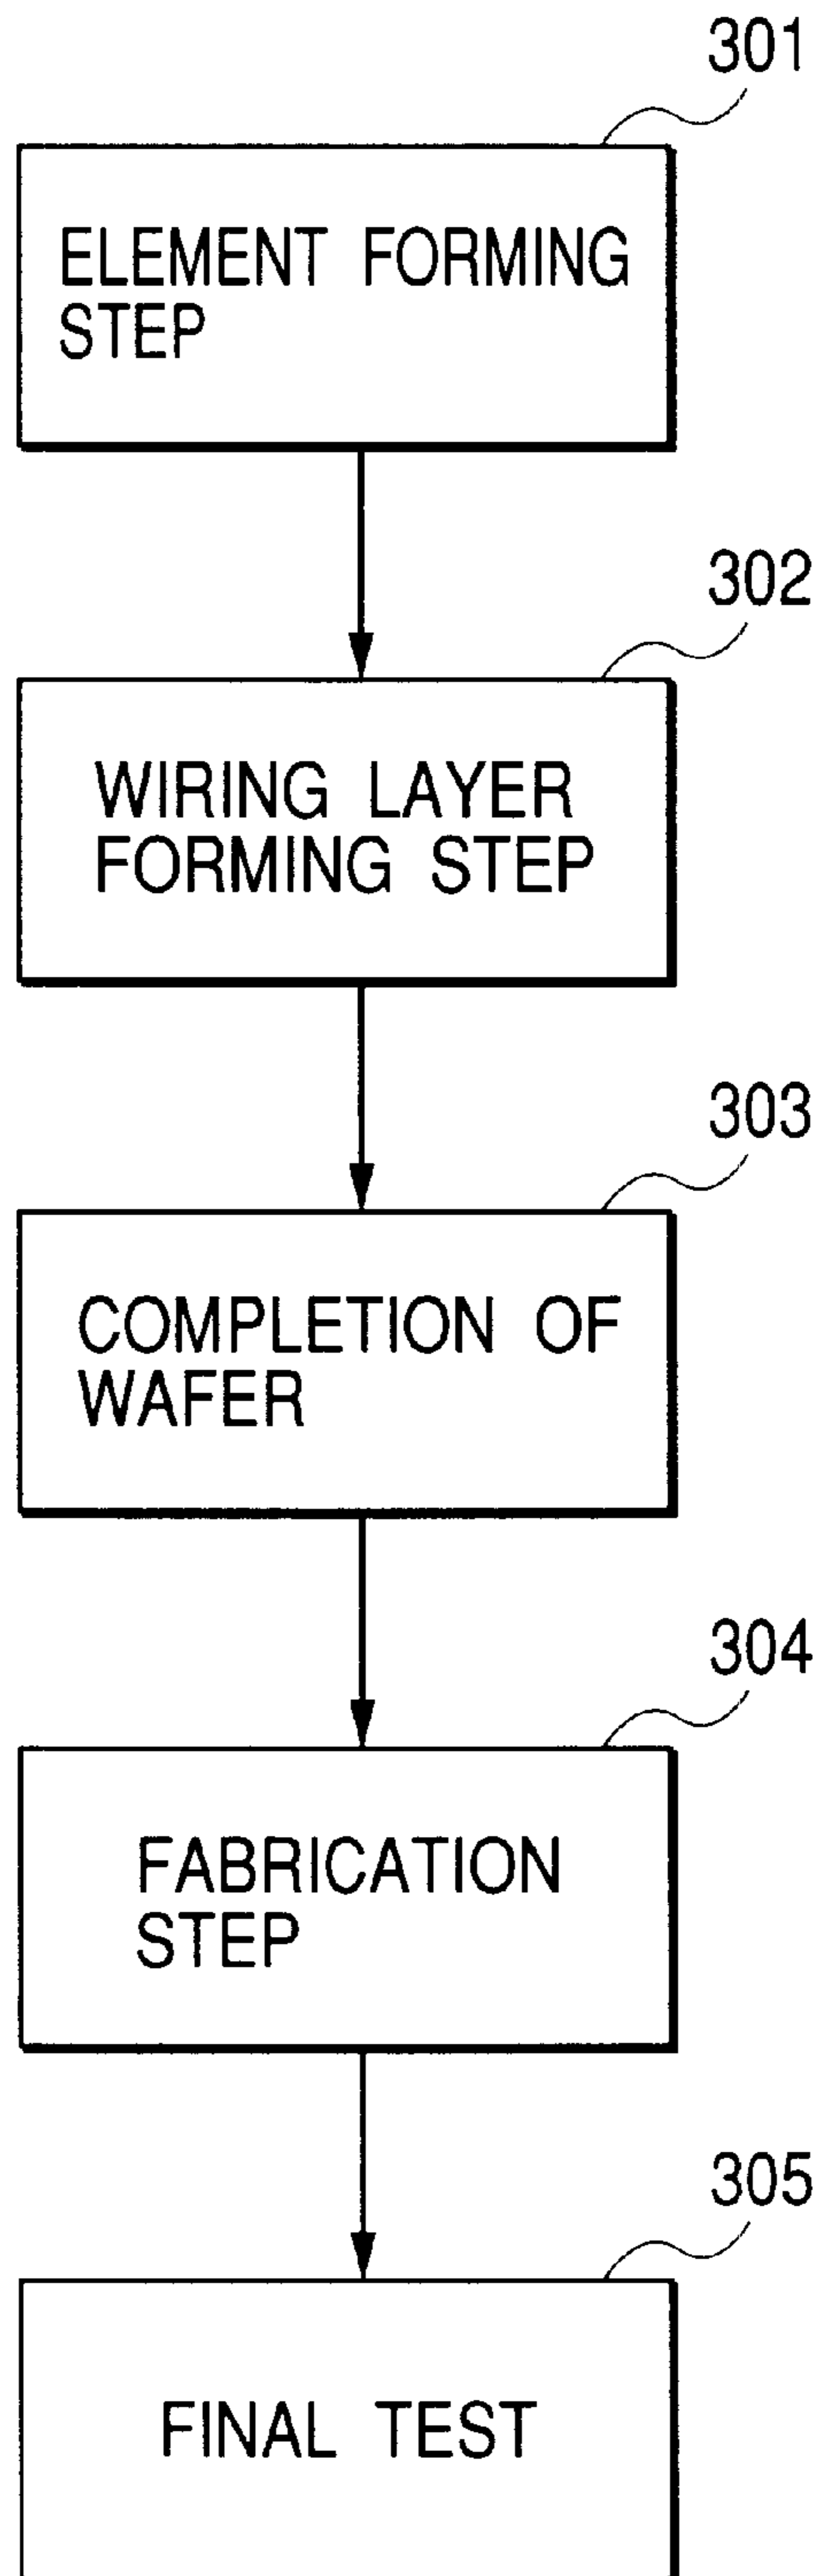 301
ELEMENT FORMING
STEP
302
WIRING LAYER
FORMING STEP
303
COMPLETION OF
WAFER
304
FABRICATION
STEP
305
FINAL TEST